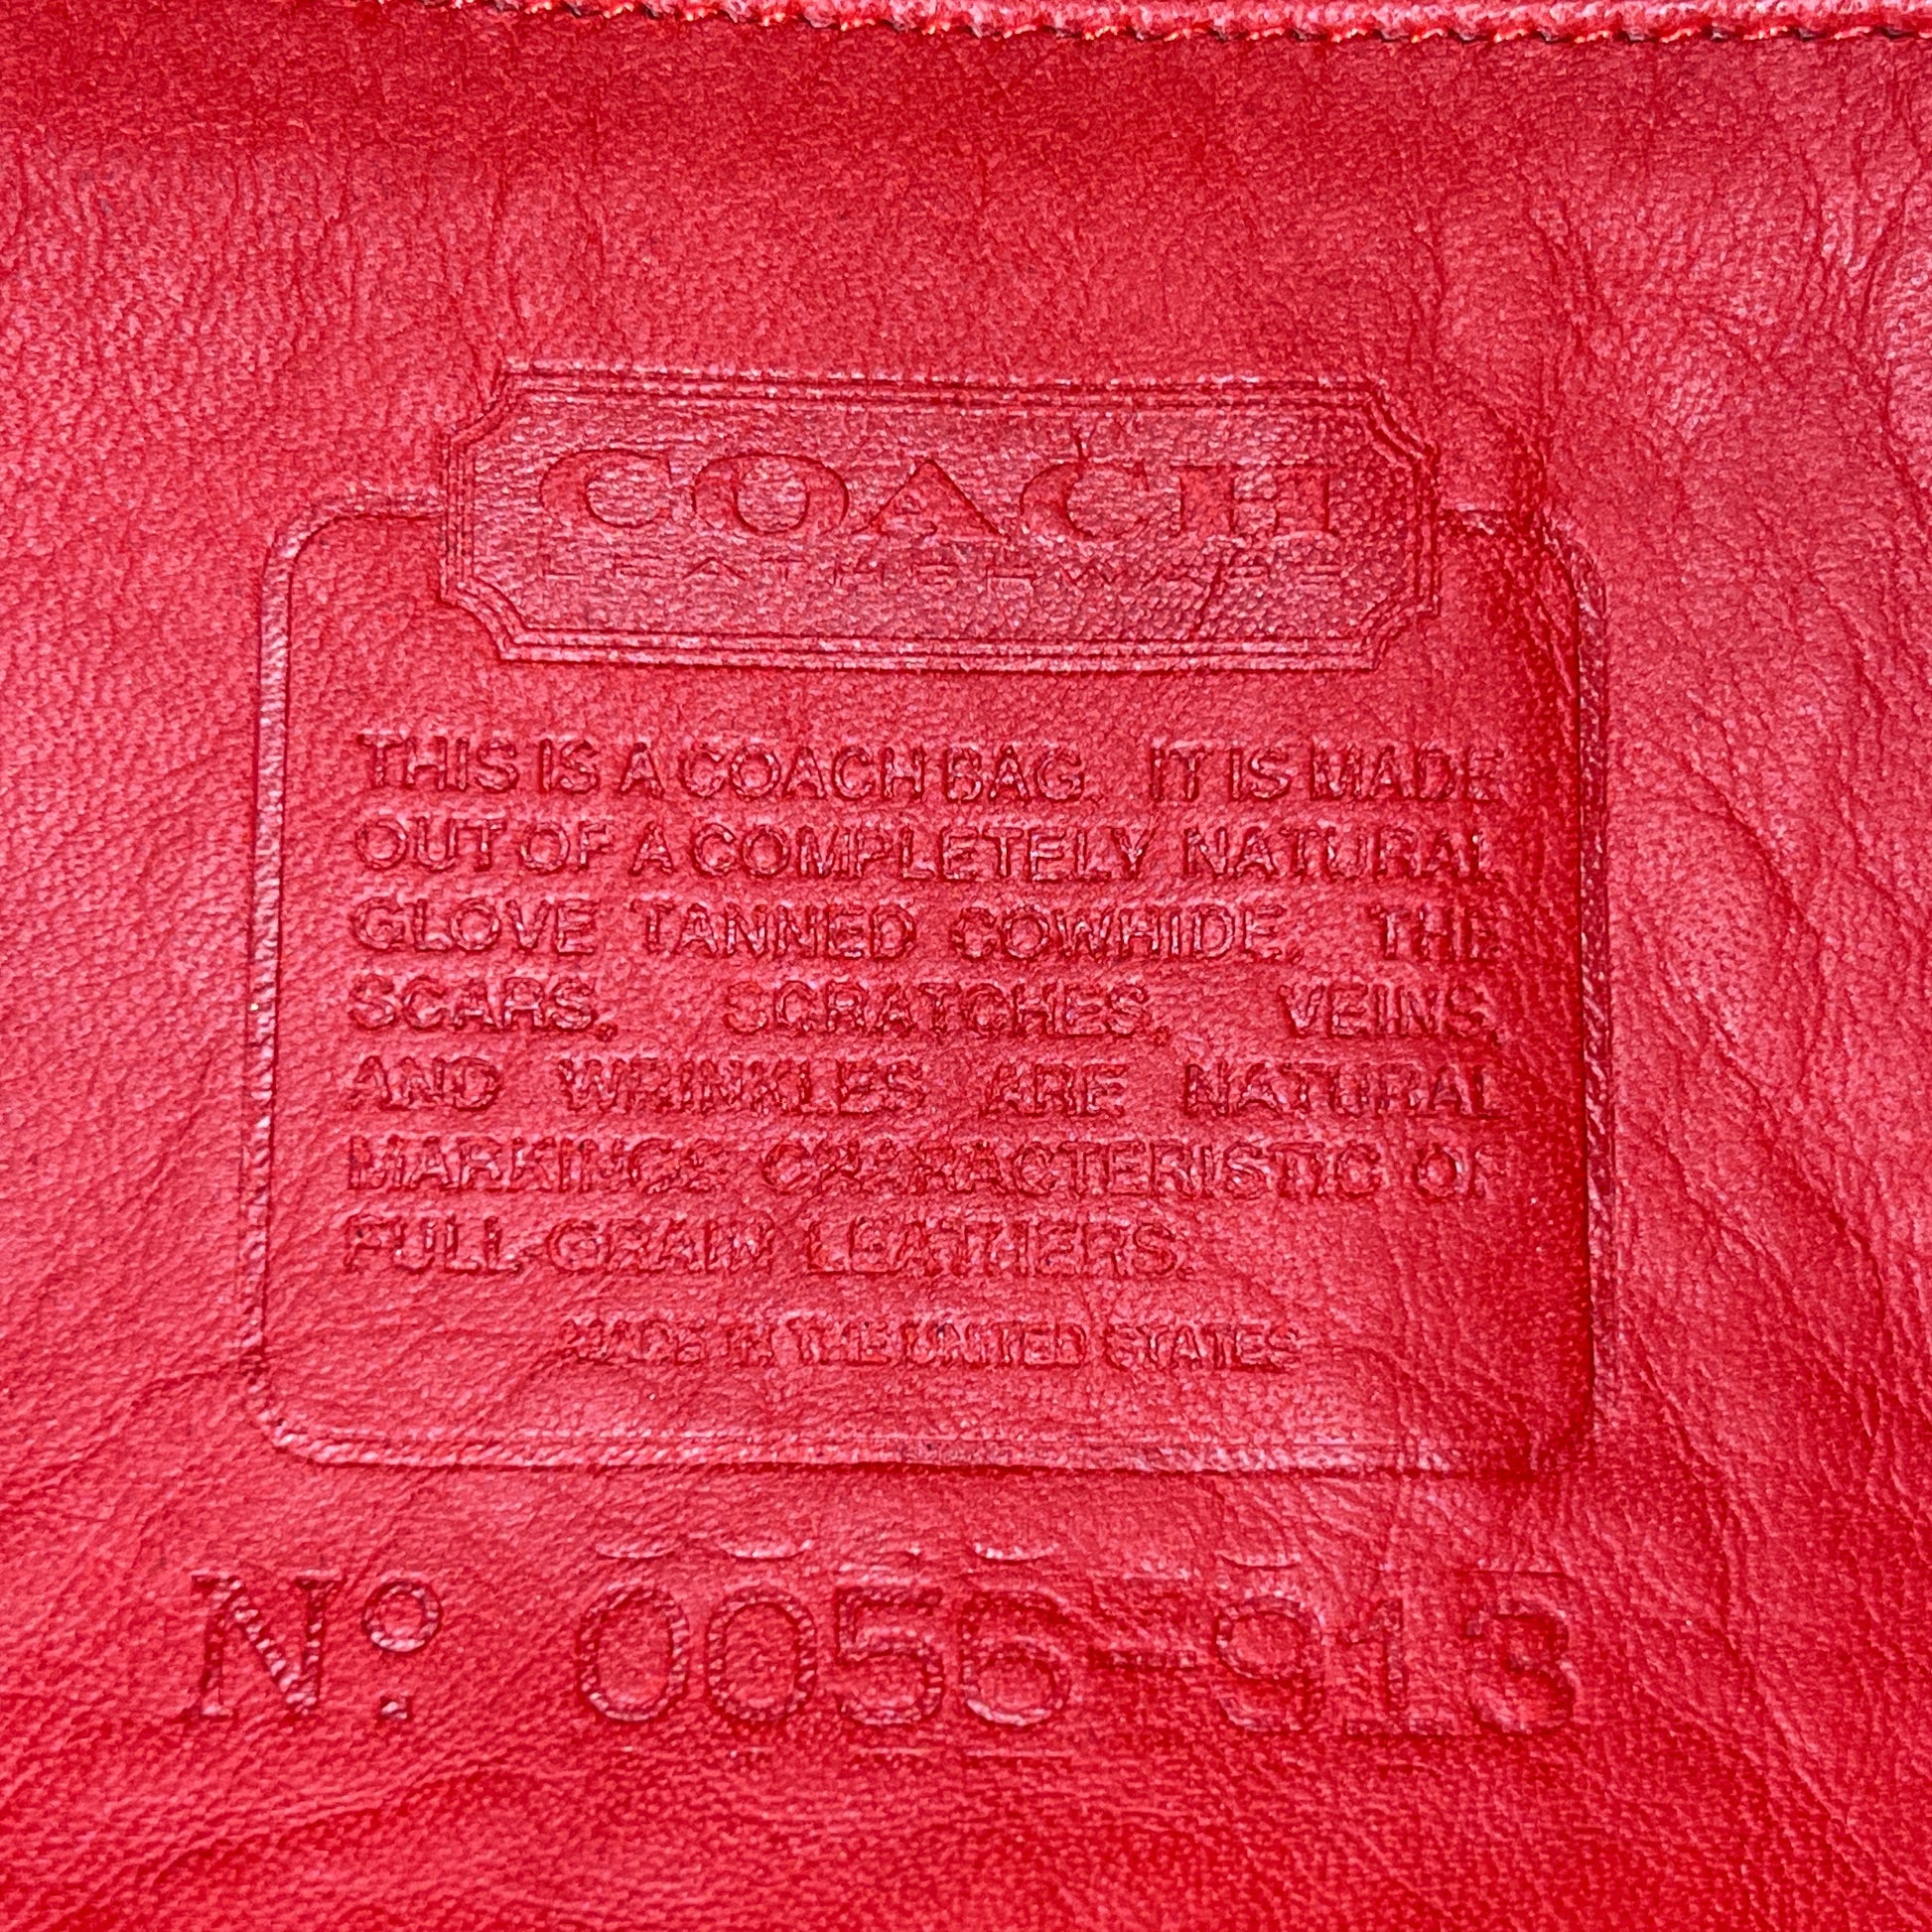 COACH
LEATHERWARE
THIS IS A COACH BAG. IT IS MADE
OUT OF A COMPLETELY NATURAL
GLOVE TANNED COWHIDE. THE
SCARS, SCRATCHES, VEINS,
AND WRINKLES ARE NATURAL
MARKINGS CHARACTERISTIC OF
FULL-GRAIN LEATHERS.
MADE IN THE UNITED STATES
Nº 0056-913